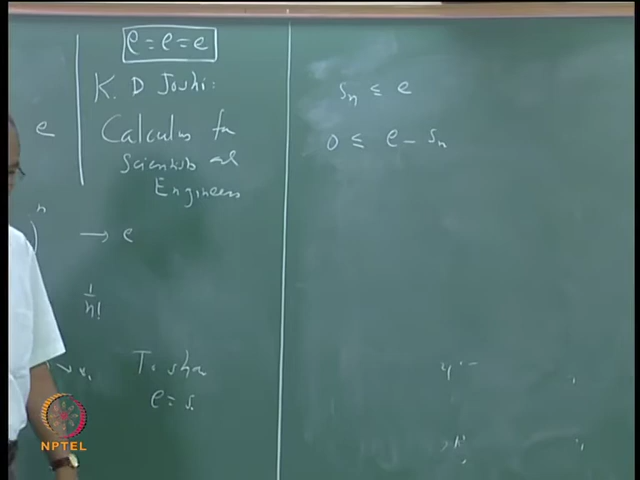 e = e = e
K. D Joshi:
Calculus for
Scientists and
Engineers
e
n
) → e
1/n!
To show
e = s.
sₙ ≤ e
0 ≤ e − sₙ
NPTEL